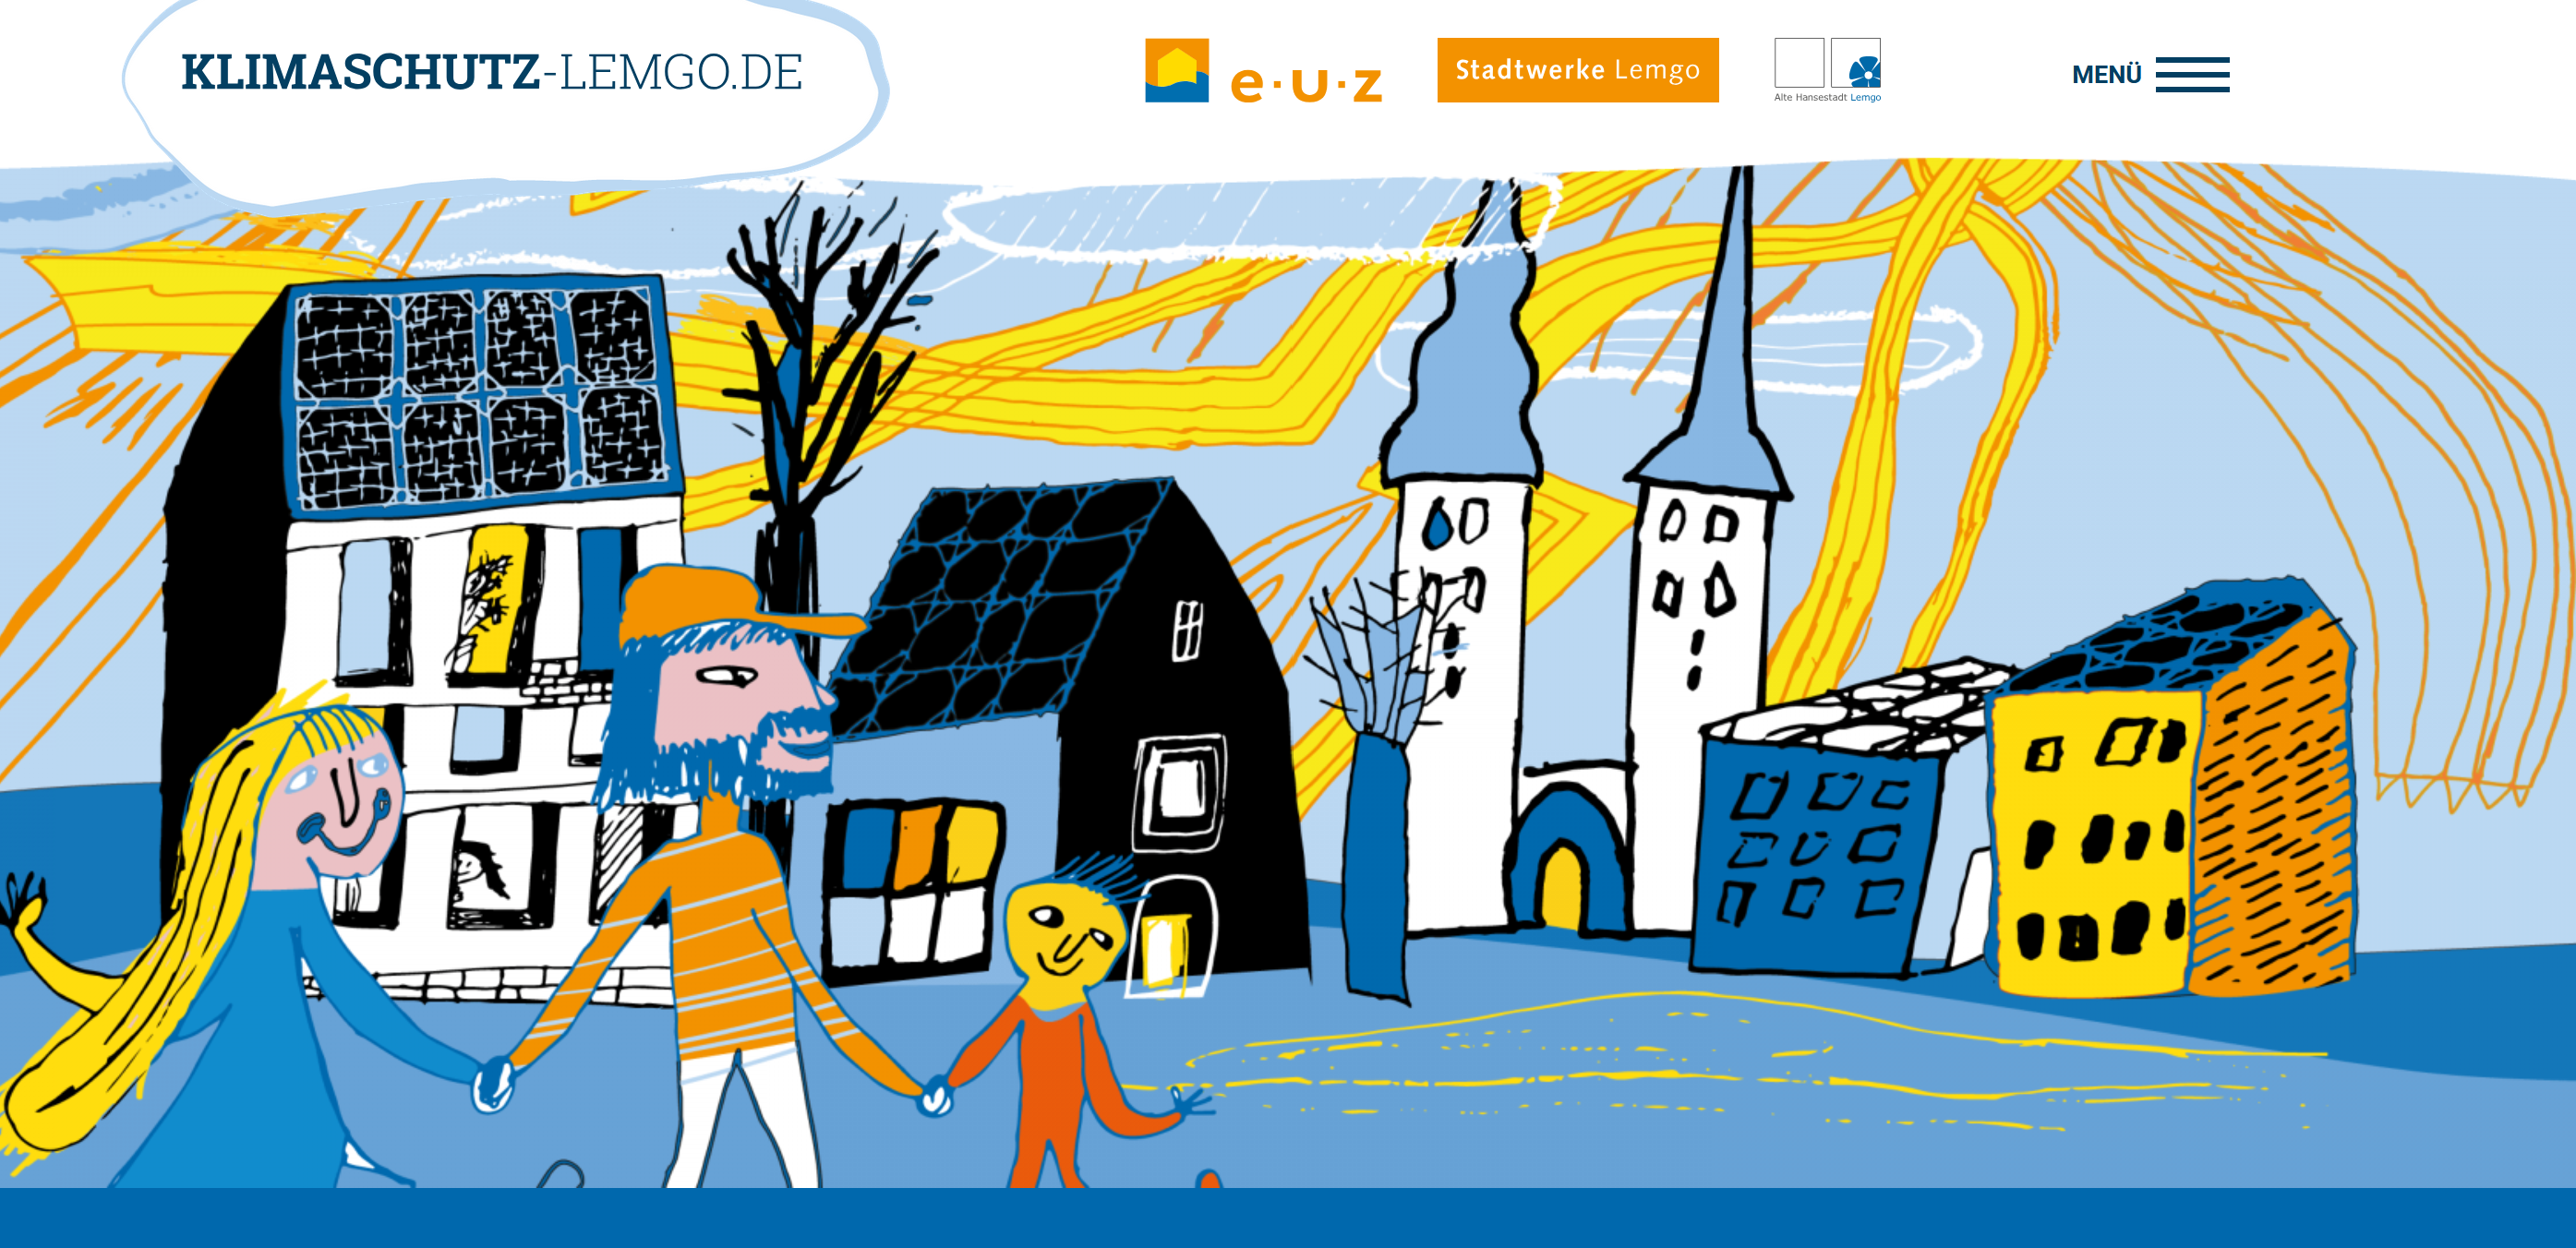 KLIMASCHUTZ-LEMGO.DE
e·u·z
Stadtwerke Lemgo
Alte Hansestadt Lemgo
MENÜ